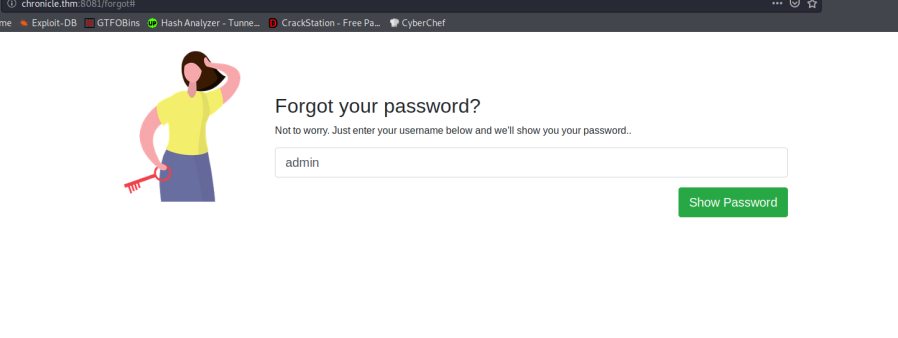 chronicle.thm:8081/forgot#
me Exploit-DB GTFOBins Hash Analyzer - Tunne... CrackStation - Free Pa... CyberChef
Forgot your password?
Not to worry. Just enter your username below and we'll show you your password..
admin
Show Password